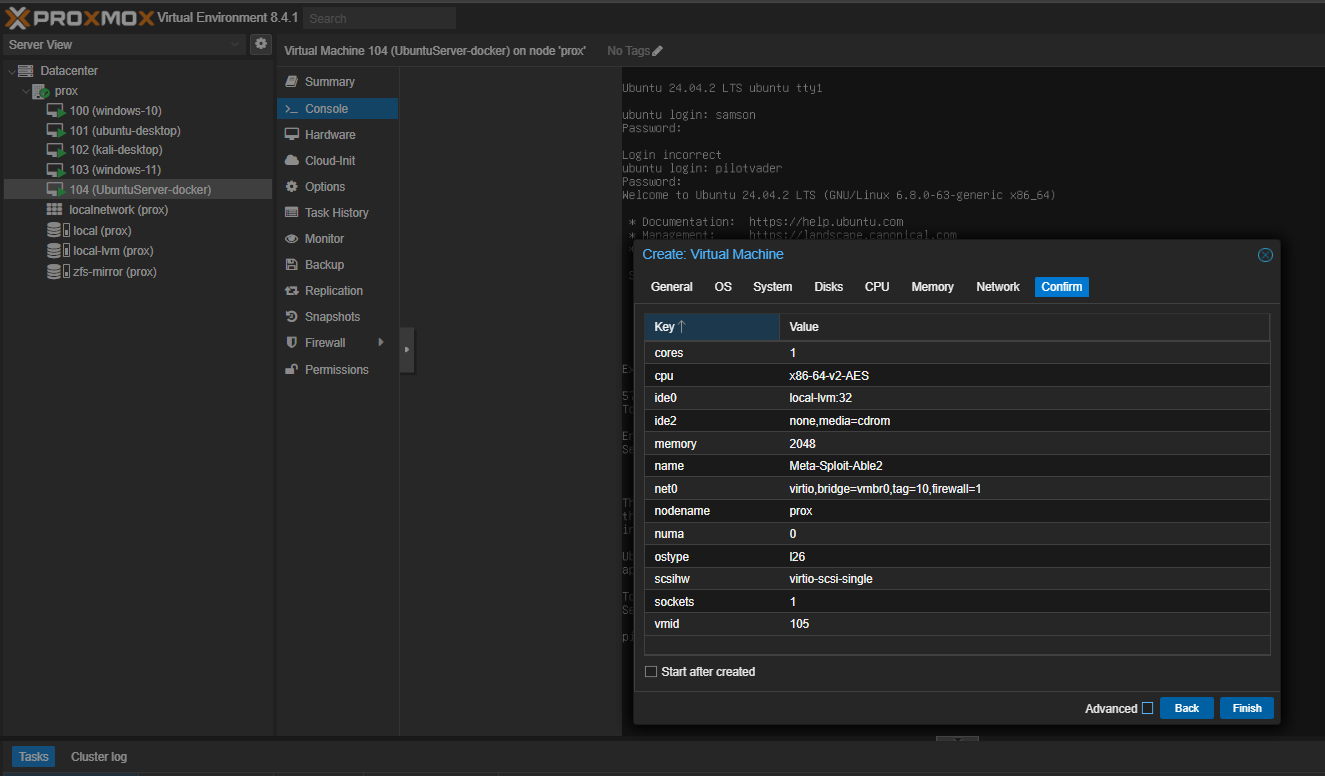 PROXMOX Virtual Environment 8.4.1 Search
Server View
Virtual Machine 104 (UbuntuServer-docker) on node 'prox' No Tags
Datacenter
prox
100 (windows-10)
101 (ubuntu-desktop)
102 (kali-desktop)
103 (windows-11)
104 (UbuntuServer-docker)
localnetwork (prox)
local (prox)
local-lvm (prox)
zfs-mirror (prox)
Summary
>_ Console
Hardware
Cloud-Init
Options
Task History
Monitor
Backup
Replication
Snapshots
Firewall
Permissions
Ubuntu 24.04.2 LTS ubuntu tty1
ubuntu login: samson
Password:
Login incorrect
ubuntu login: pilotvader
Password:
Welcome to Ubuntu 24.04.2 LTS (GNU/Linux 6.8.0-63-generic x86_64)
* Documentation: https://help.ubuntu.com
* Management: https://landscape.canonical.com
Create: Virtual Machine
General OS System Disks CPU Memory Network Confirm
Key ↑ Value
cores 1
cpu x86-64-v2-AES
ide0 local-lvm:32
ide2 none,media=cdrom
memory 2048
name Meta-Sploit-Able2
net0 virtio,bridge=vmbr0,tag=10,firewall=1
nodename prox
numa 0
ostype l26
scsihw virtio-scsi-single
sockets 1
vmid 105
Start after created
Advanced Back Finish
Tasks Cluster log